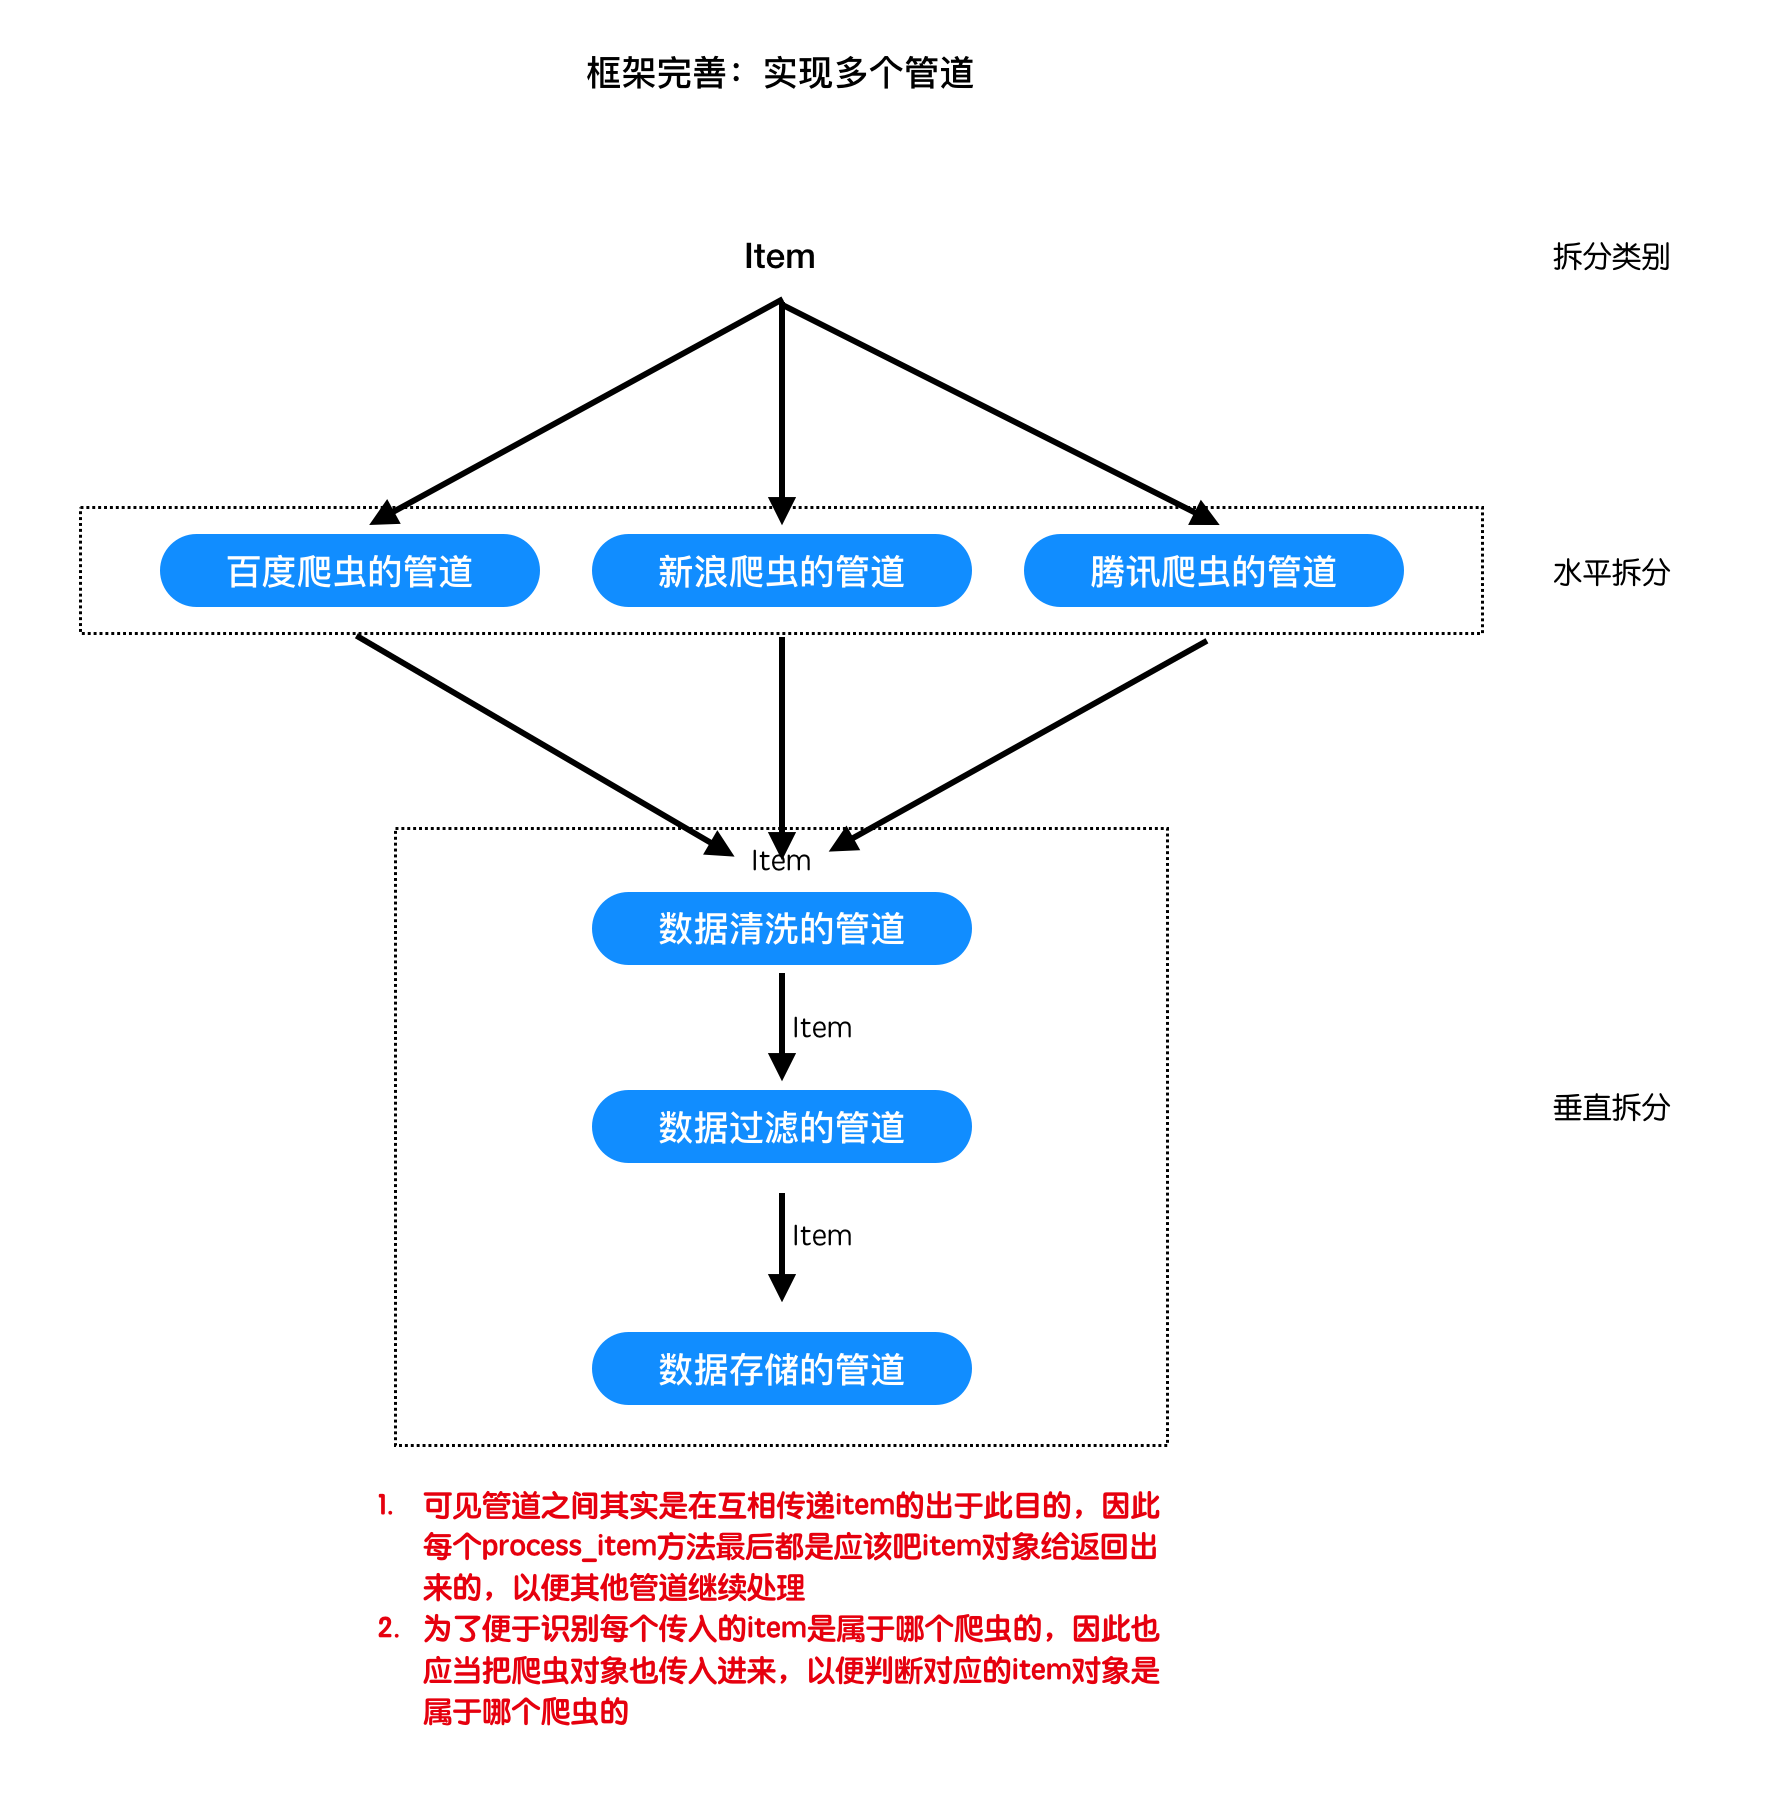 框架完善：实现多个管道
Item
拆分类别
百度爬虫的管道
新浪爬虫的管道
腾讯爬虫的管道
水平拆分
Item
数据清洗的管道
Item
数据过滤的管道
垂直拆分
Item
数据存储的管道
1. 可见管道之间其实是在互相传递item的出于此目的，因此
每个process_item方法最后都是应该吧item对象给返回出
来的，以便其他管道继续处理
2. 为了便于识别每个传入的item是属于哪个爬虫的，因此也
应当把爬虫对象也传入进来，以便判断对应的item对象是
属于哪个爬虫的